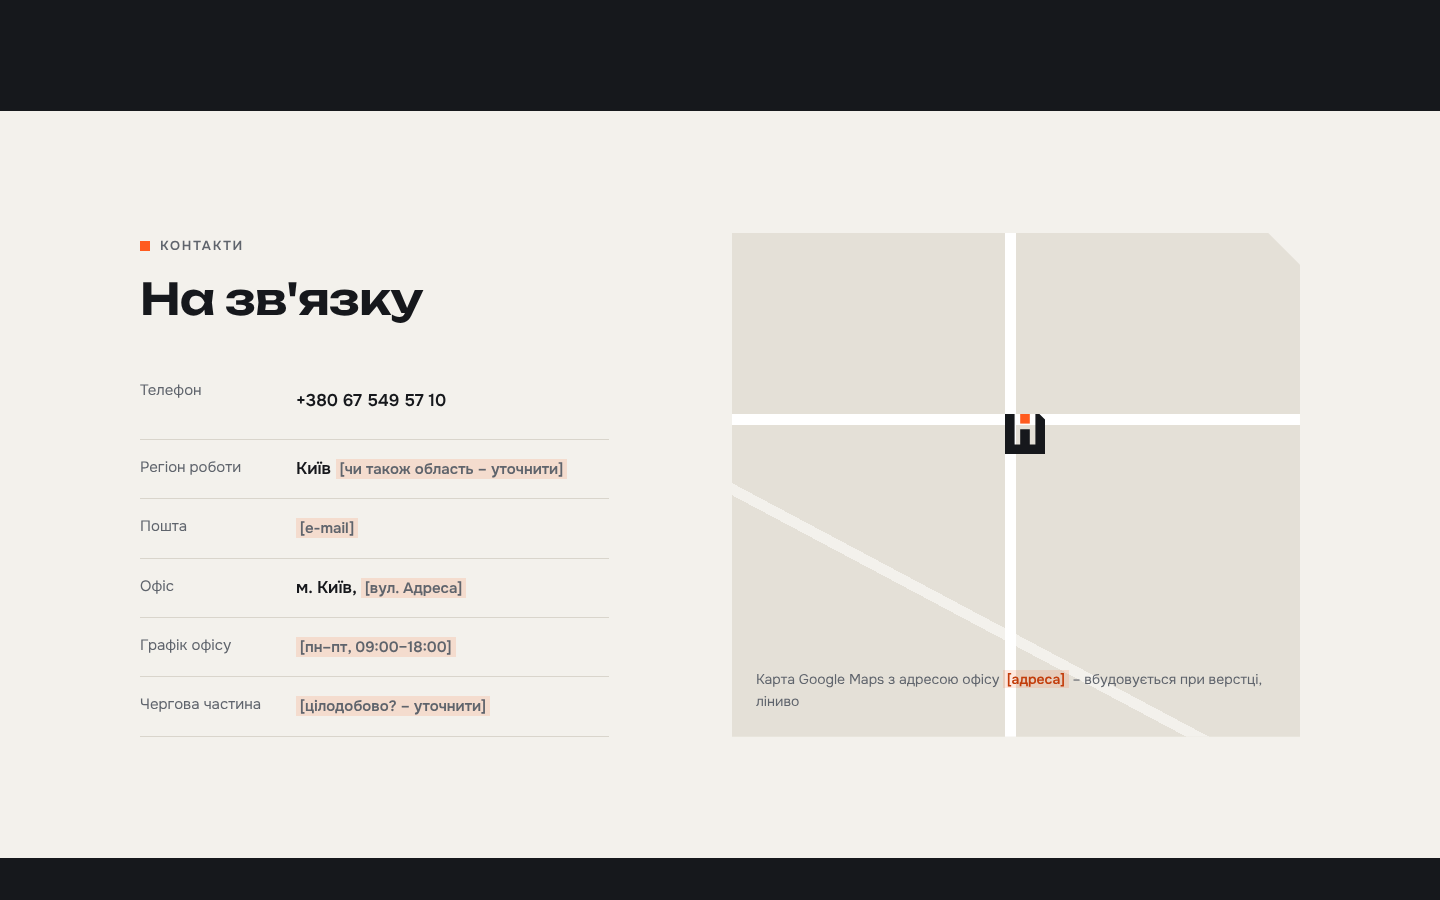 КОНТАКТИ
На зв'язку
Телефон +380 67 549 57 10
Регіон роботи Київ [чи також область – уточнити]
Пошта [e-mail]
Офіс м. Київ, [вул. Адреса]
Графік офісу [пн–пт, 09:00–18:00]
Чергова частина [цілодобово? – уточнити]
Карта Google Maps з адресою офісу [адреса] – вбудовується при верстці,
ліниво